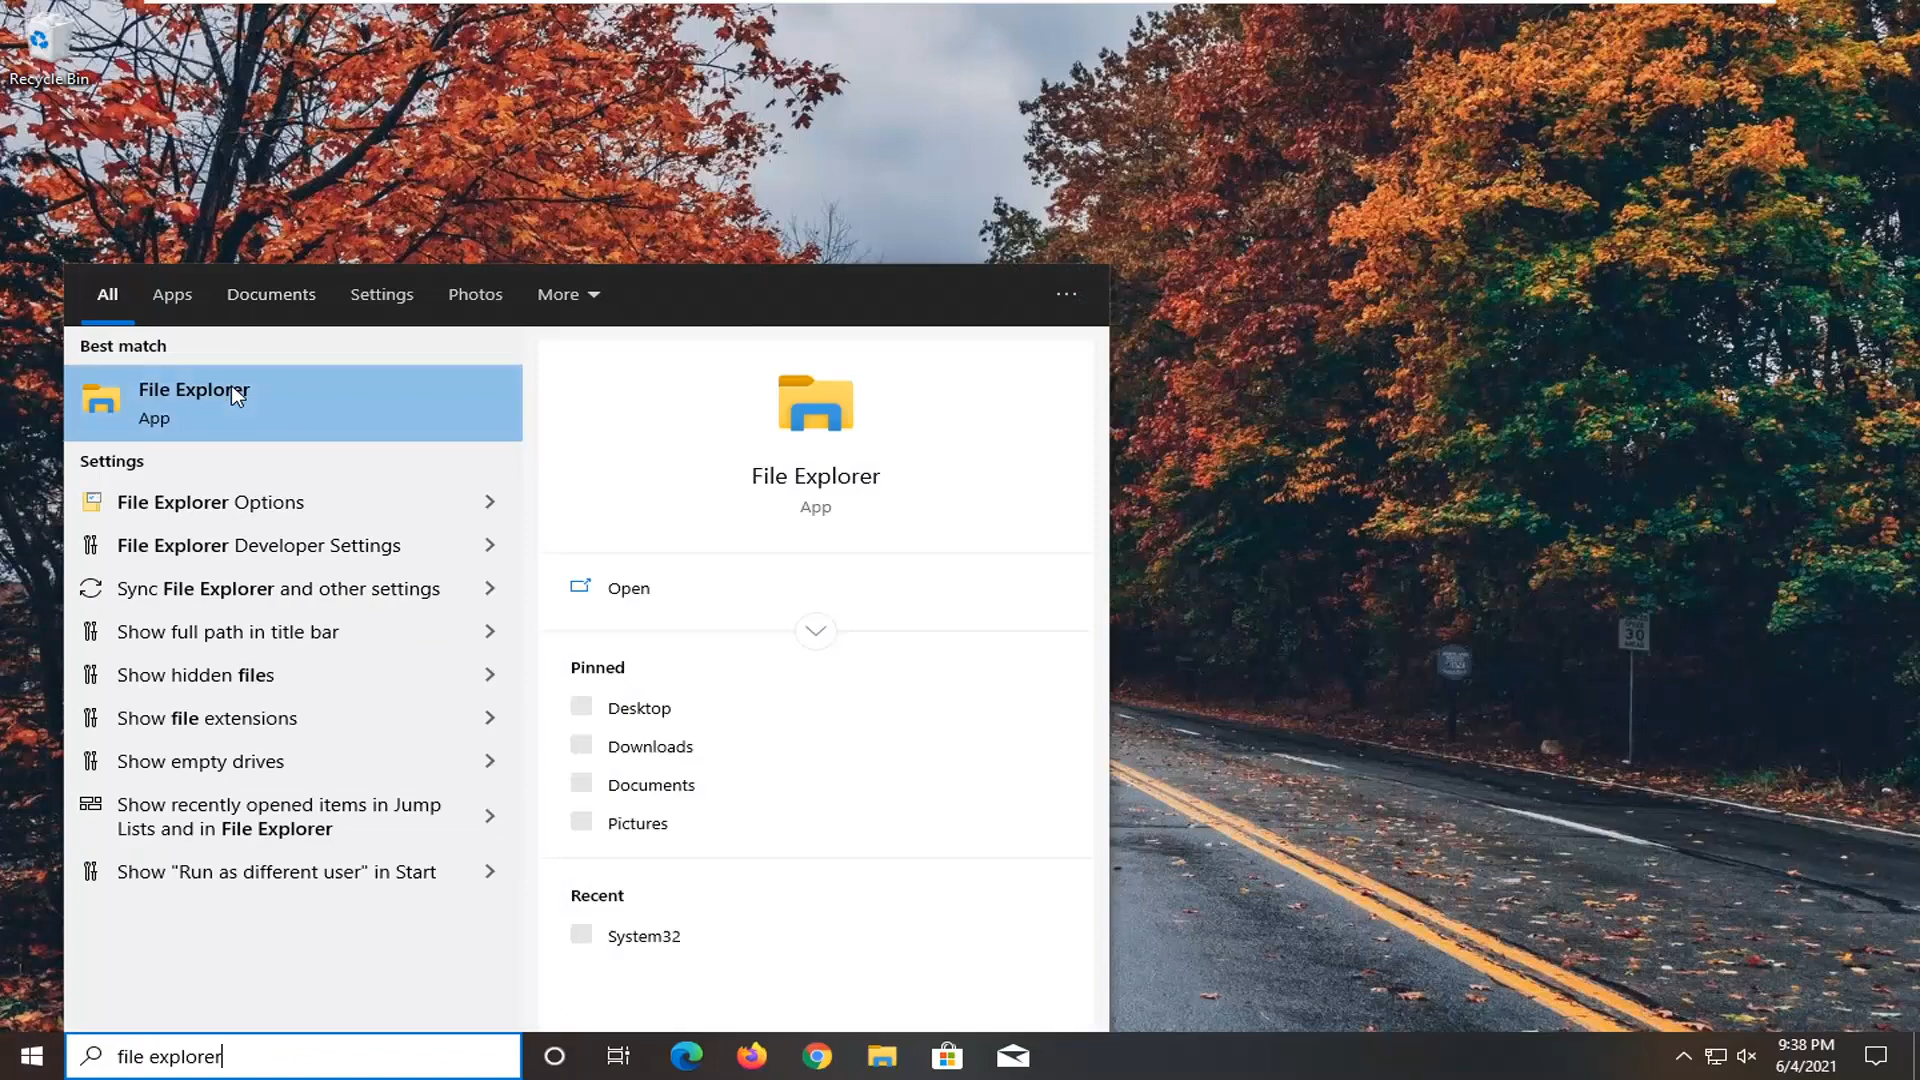 Recycle Bin
All Apps Documents Settings Photos More
Best match
File Explorer
App
Settings
File Explorer Options
File Explorer Developer Settings
Sync File Explorer and other settings
Show full path in title bar
Show hidden files
Show file extensions
Show empty drives
Show recently opened items in Jump
Lists and in File Explorer
Show "Run as different user" in Start
File Explorer
App
Open
Pinned
Desktop
Downloads
Documents
Pictures
Recent
System32
30
file explorer
9:38 PM
6/4/2021